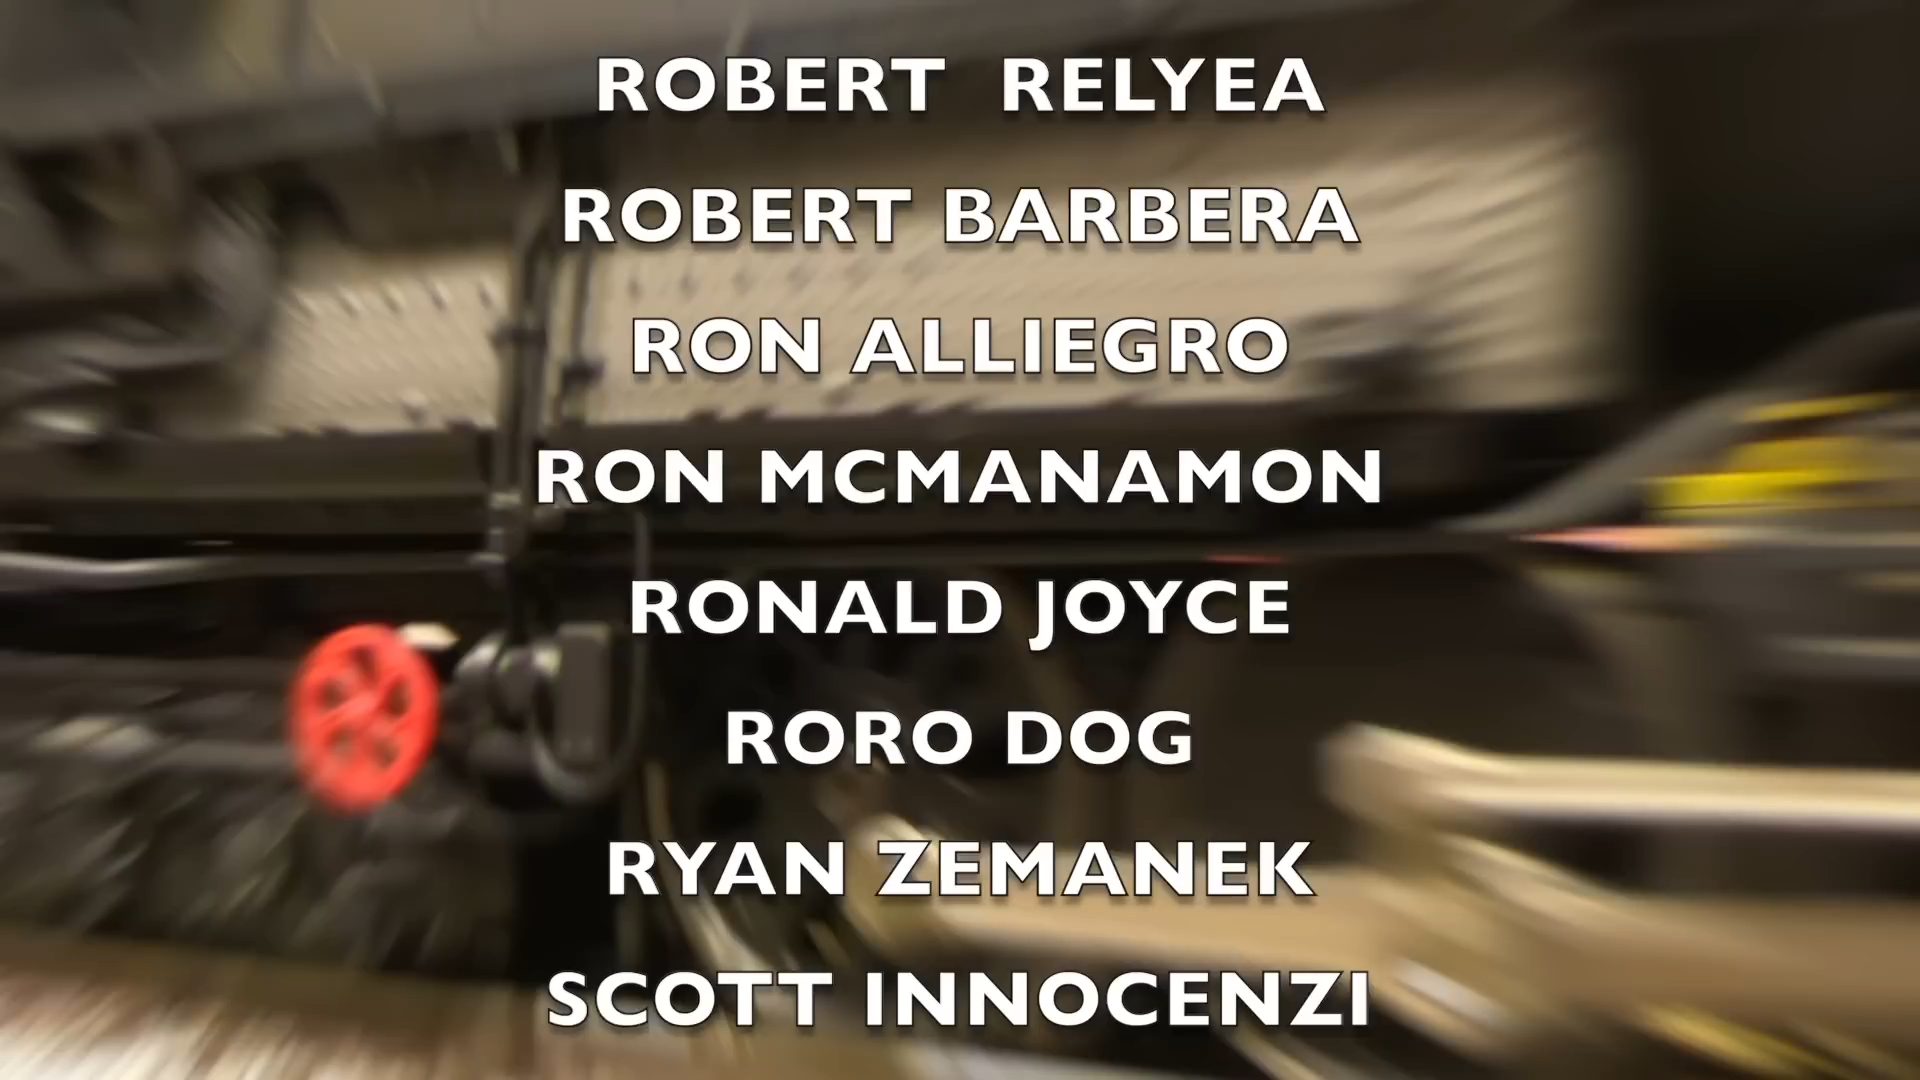 ROBERT  RELYEA
ROBERT BARBERA
RON ALLIEGRO
RON MCMANAMON
RONALD JOYCE
RORO DOG
RYAN ZEMANEK
SCOTT INNOCENZI